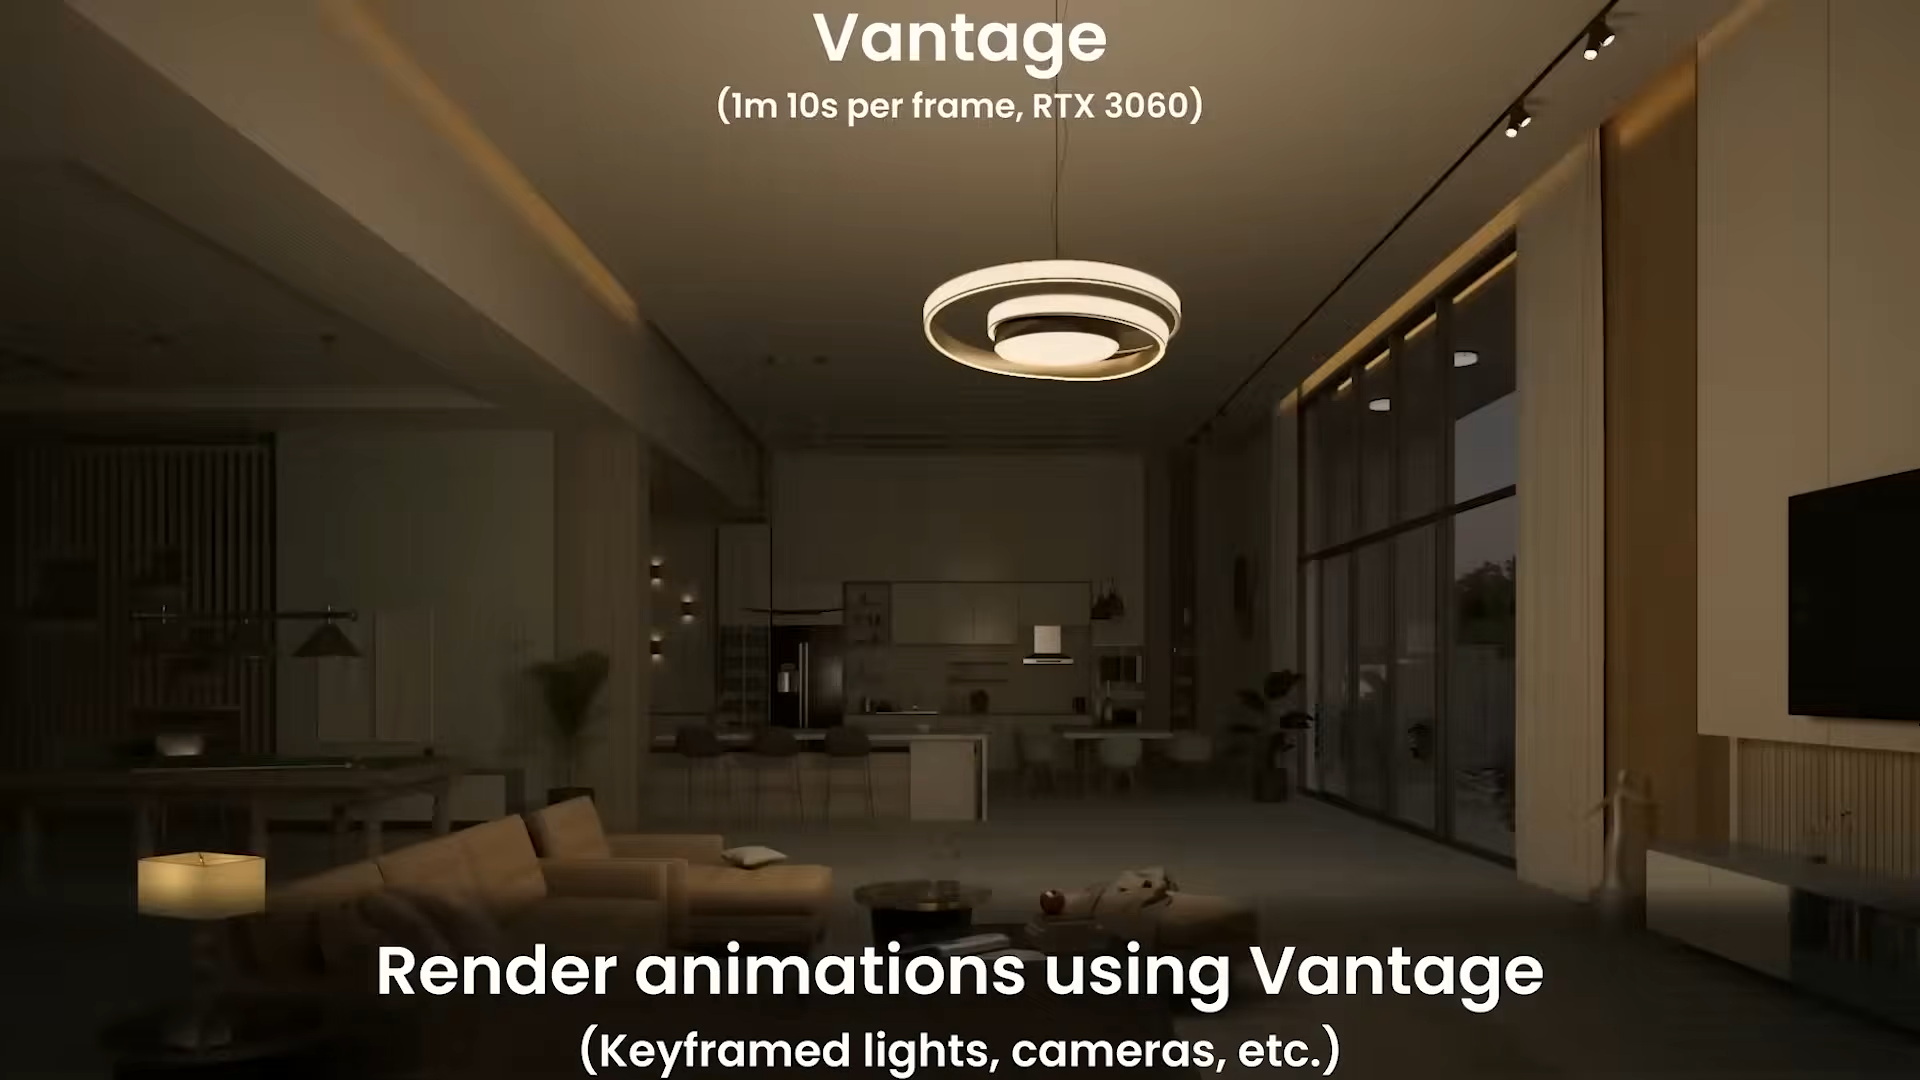 Vantage
(1m 10s per frame, RTX 3060)
Render animations using Vantage
(Keyframed lights, cameras, etc.)